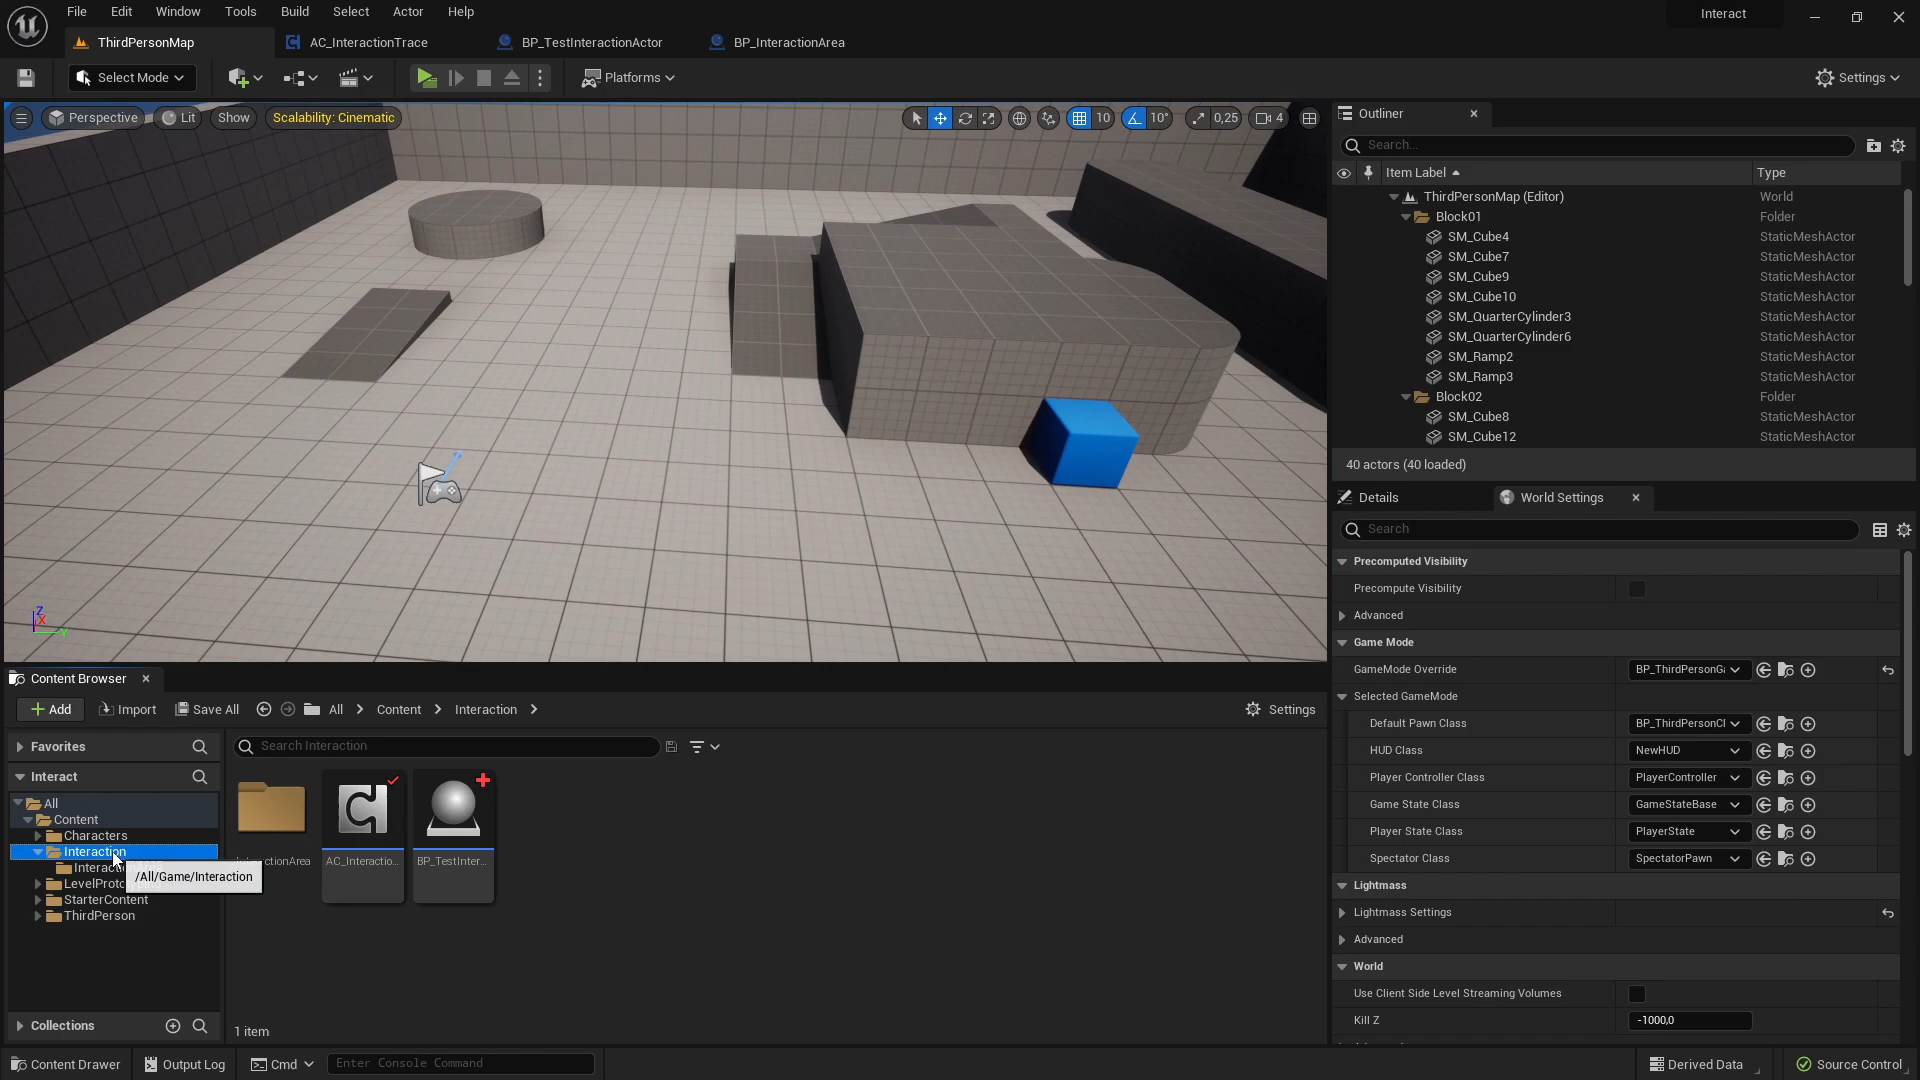 File Edit Window Tools Build Select Actor Help
Interact
ThirdPersonMap AC_InteractionTrace BP_TestInteractionActor BP_InteractionArea
Select Mode Platforms Settings
Perspective Lit Show Scalability: Cinematic 10 10° 0,25 4
Outliner
Search...
Item Label Type
ThirdPersonMap (Editor) World
Block01 Folder
SM_Cube4 StaticMeshActor
SM_Cube7 StaticMeshActor
SM_Cube9 StaticMeshActor
SM_Cube10 StaticMeshActor
SM_QuarterCylinder3 StaticMeshActor
SM_QuarterCylinder6 StaticMeshActor
SM_Ramp2 StaticMeshActor
SM_Ramp3 StaticMeshActor
Block02 Folder
SM_Cube8 StaticMeshActor
SM_Cube12 StaticMeshActor
40 actors (40 loaded)
Details World Settings
Search
Precomputed Visibility
Precompute Visibility
Advanced
Game Mode
GameMode Override BP_ThirdPersonGa
Selected GameMode
Default Pawn Class BP_ThirdPersonCl
HUD Class NewHUD
Player Controller Class PlayerController
Game State Class GameStateBase
Player State Class PlayerState
Spectator Class SpectatorPawn
Lightmass
Lightmass Settings
Advanced
World
Use Client Side Level Streaming Volumes
Kill Z -1000,0
Z
X
Y
Content Browser
Add Import Save All All Content Interaction Settings
Favorites
Search Interaction
Interact
All
Content
Characters
Interaction
/All/Game/Interaction
StarterContent
ThirdPerson
Collections
AC_Interactio... BP_TestInter...
1 item
Content Drawer Output Log Cmd Enter Console Command Derived Data Source Control